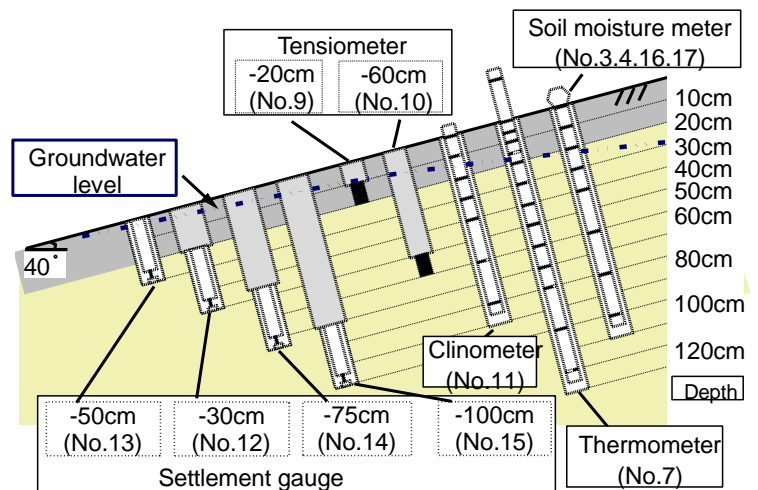 Tensiometer
-20cm
(No.9)
-60cm
(No.10)
Soil moisture meter
(No.3.4.16.17)
Groundwater
level
10cm
20cm
30cm
40cm
50cm
60cm
80cm
100cm
120cm
Depth
40°
Clinometer
(No.11)
Thermometer
(No.7)
-50cm
(No.13)
-30cm
(No.12)
-75cm
(No.14)
-100cm
(No.15)
Settlement gauge